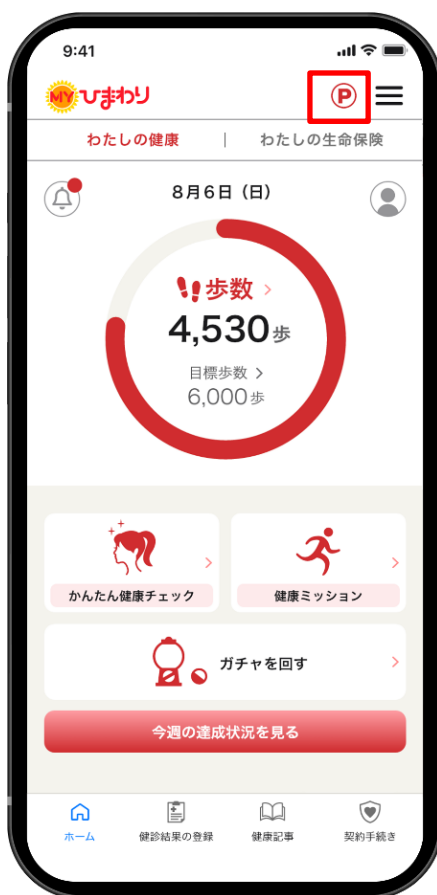 9:41
MYひまわり
P
わたしの健康 | わたしの生命保険
8月6日（日）
歩数
4,530歩
目標歩数
6,000歩
かんたん健康チェック
健康ミッション
ガチャを回す
今週の達成状況を見る
ホーム 健診結果の登録 健康記事 契約手続き